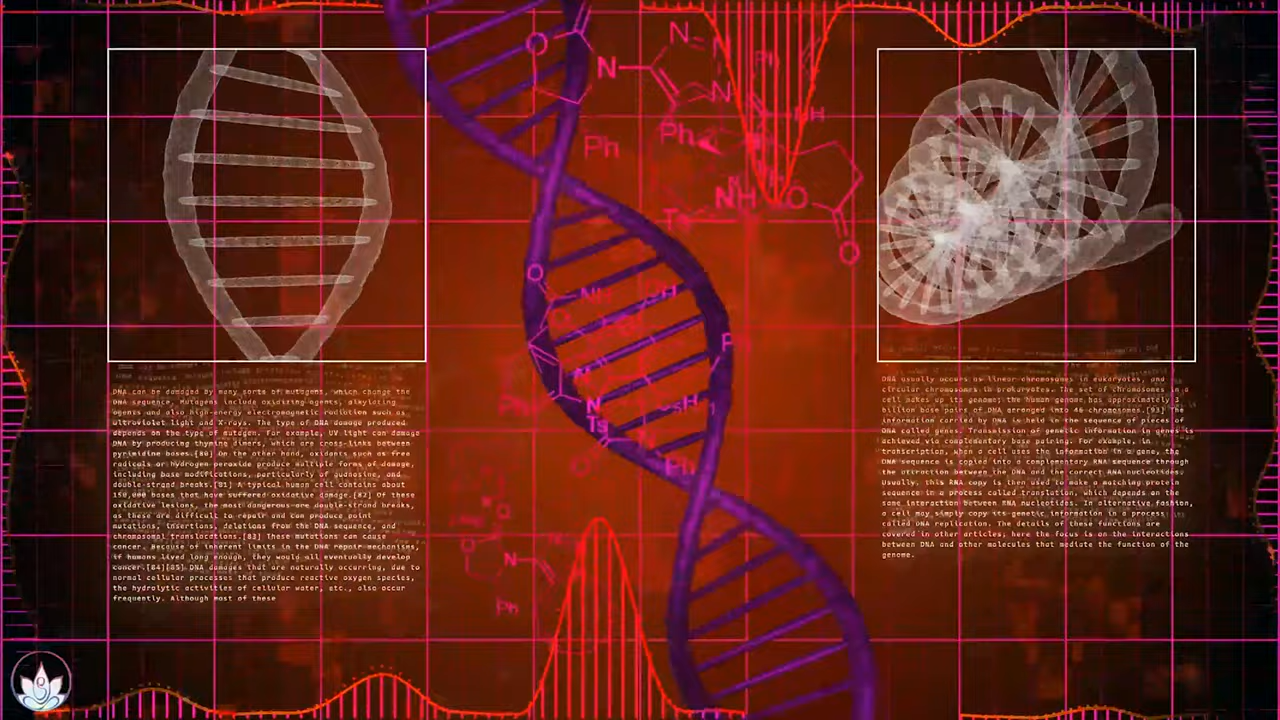 DNA can be damaged by many sorts of mutagens, which change the
DNA sequence. Mutagens include oxidizing agents, alkylating
agents and also high-energy electromagnetic radiation such as
ultraviolet light and X-rays. The type of DNA damage produced
depends on the type of mutagen. For example, UV light can damage
DNA by producing thymine dimers, which are cross-links between
pyrimidine bases.[80] On the other hand, oxidants such as free
radicals or hydrogen peroxide produce multiple forms of damage,
including base modifications, particularly of guanosine, and
double-strand breaks.[81] A typical human cell contains about
150,000 bases that have suffered oxidative damage.[82] Of these
oxidative lesions, the most dangerous are double-strand breaks,
as these are difficult to repair and can produce point
mutations, insertions, deletions from the DNA sequence, and
chromosomal translocations.[83] These mutations can cause
cancer. Because of inherent limits in the DNA repair mechanisms,
if humans lived long enough, they would all eventually develop
cancer.[84][85] DNA damages that are naturally occurring, due to
normal cellular processes that produce reactive oxygen species,
the hydrolytic activities of cellular water, etc., also occur
frequently. Although most of these
O
N
N
N
Ph
Ph
NH
NH
O
O
Ts
O
NH
OH
N
Ts
Ph
N
Ph
DNA usually occurs as linear chromosomes in eukaryotes, and
circular chromosomes in prokaryotes. The set of chromosomes in a
cell makes up its genome; the human genome has approximately 3
billion base pairs of DNA arranged into 46 chromosomes.[93] The
information carried by DNA is held in the sequence of pieces of
DNA called genes. Transmission of genetic information in genes is
achieved via complementary base pairing. For example, in
transcription, when a cell uses the information in a gene, the
DNA sequence is copied into a complementary RNA sequence through
the attraction between the DNA and the correct RNA nucleotides.
Usually, this RNA copy is then used to make a matching protein
sequence in a process called translation, which depends on the
same interaction between RNA nucleotides. In alternative fashion,
a cell may simply copy its genetic information in a process
called DNA replication. The details of these functions are
covered in other articles; here the focus is on the interactions
between DNA and other molecules that mediate the function of the
genome.